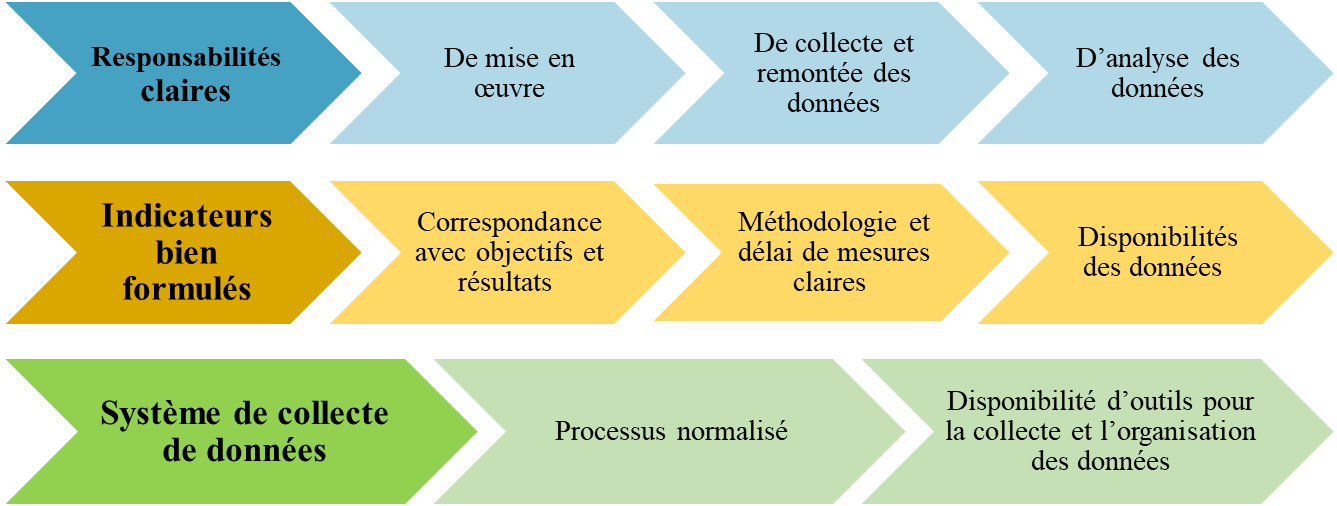 Responsabilités
claires
De mise en
œuvre
De collecte et
remontée des
données
D’analyse des
données
Indicateurs
bien
formulés
Correspondance
avec objectifs et
résultats
Méthodologie et
délai de mesures
claires
Disponibilités
des données
Système de collecte
de données
Processus normalisé
Disponibilité d’outils pour
la collecte et l’organisation
des données